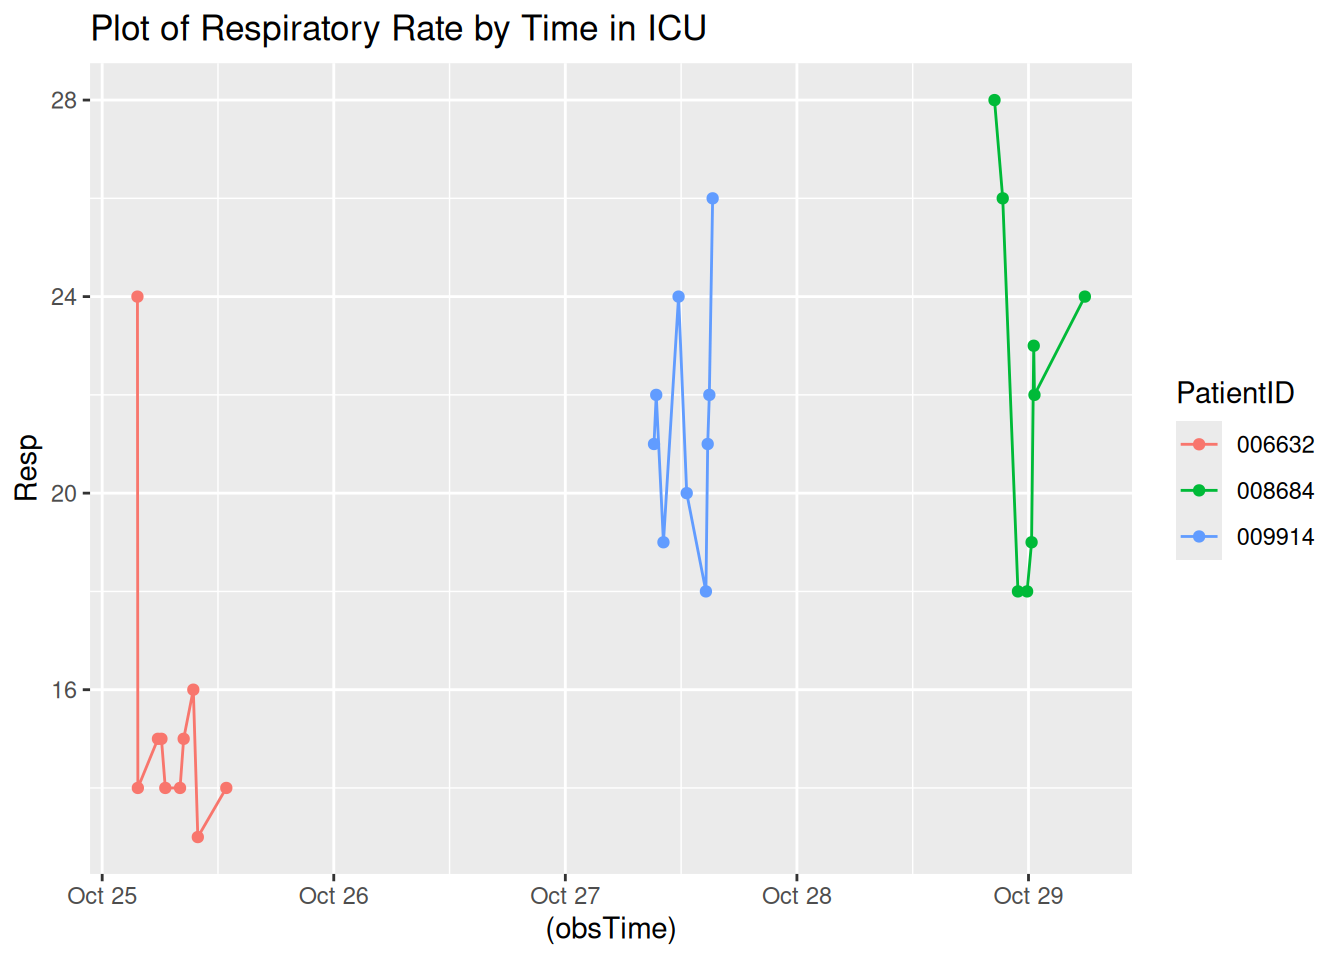 Plot of Respiratory Rate by Time in ICU
28
24
20
16
Resp
Oct 25 Oct 26 Oct 27 Oct 28 Oct 29
(obsTime)
PatientID
006632
008684
009914